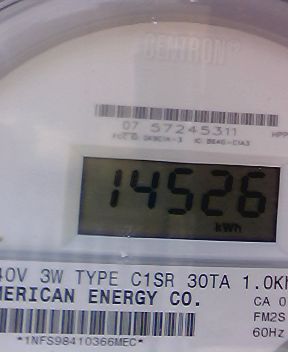 CENTRON®
07 57245311
14526
kWh
40V 3W TYPE C1SR 30TA 1.0K
MERICAN ENERGY CO.
CA 0
FM2S
60Hz
*1NFS98410366MEC*